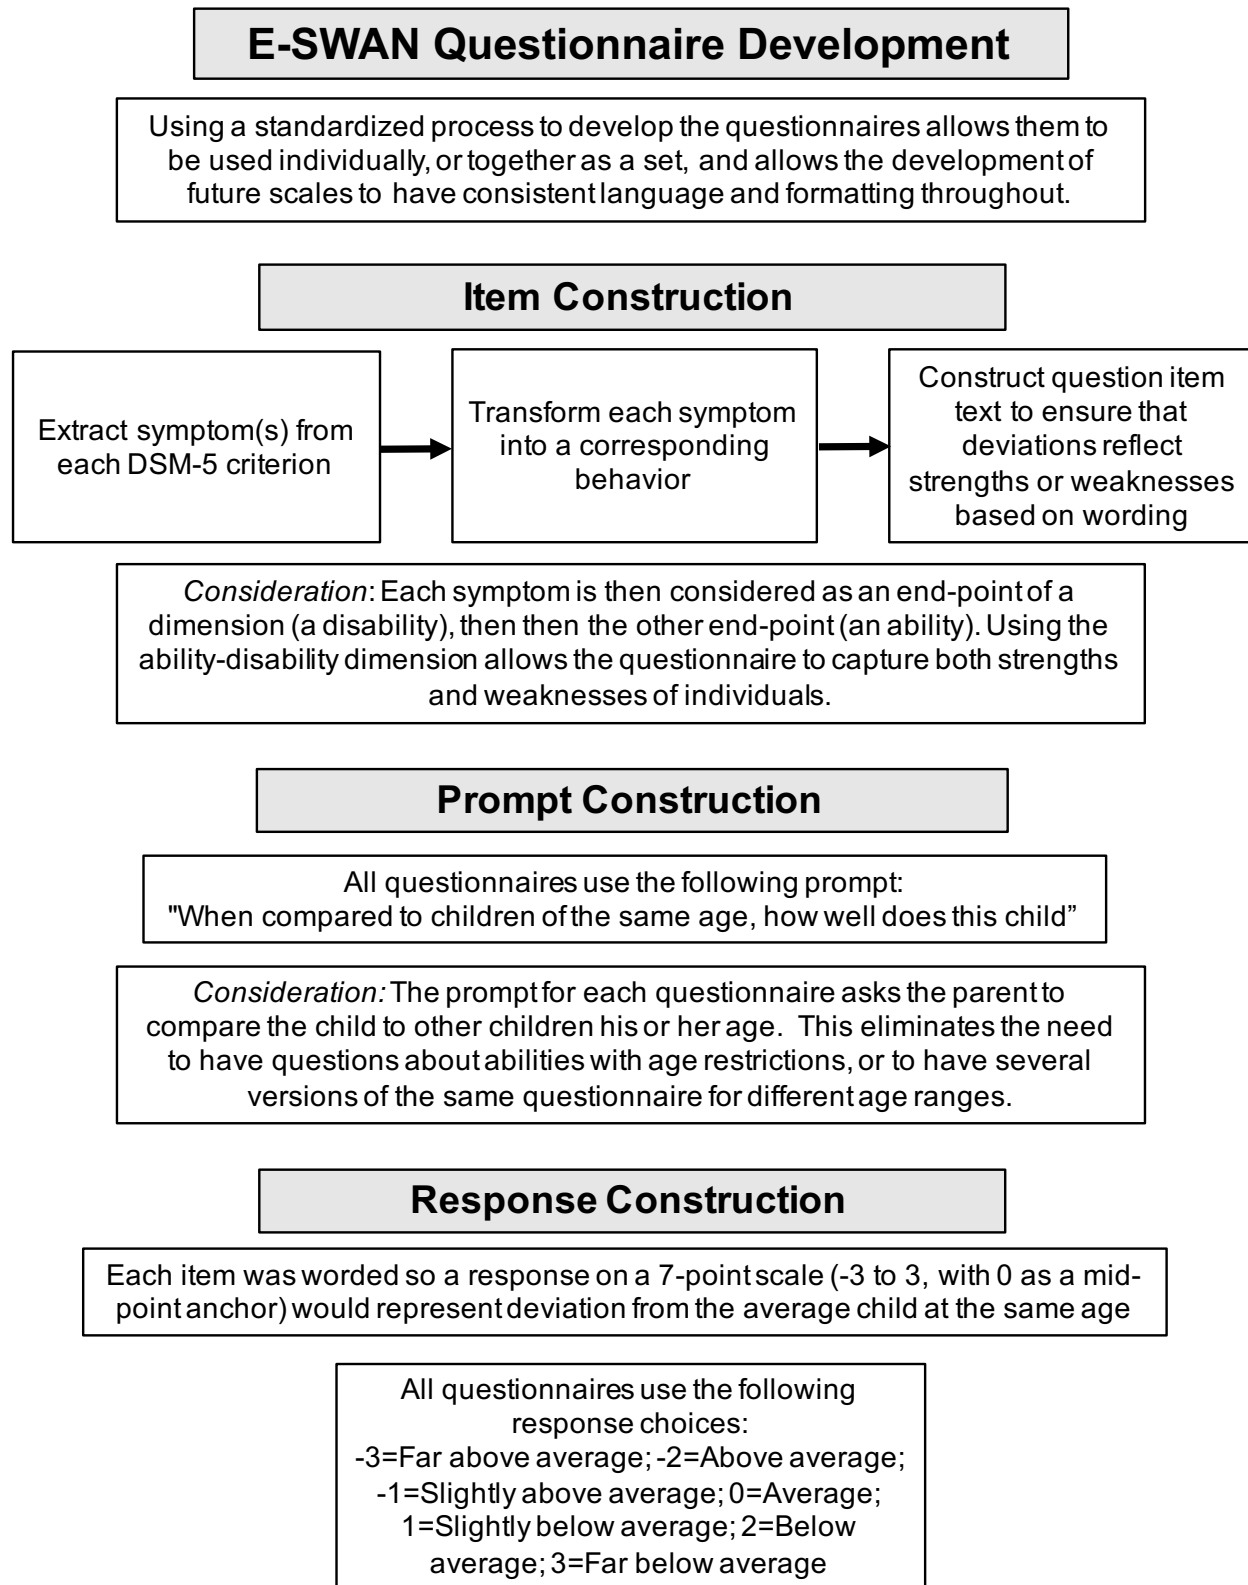 E-SWAN Questionnaire Development
Using a standardized process to develop the questionnaires allows them to
be used individually, or together as a set, and allows the development of
future scales to have consistent language and formatting throughout.
Item Construction
Extract symptom(s) from
each DSM-5 criterion
Transform each symptom
into a corresponding
behavior
Construct question item
text to ensure that
deviations reflect
strengths or weaknesses
based on wording
Consideration: Each symptom is then considered as an end-point of a
dimension (a disability), then then the other end-point (an ability). Using the
ability-disability dimension allows the questionnaire to capture both strengths
and weaknesses of individuals.
Prompt Construction
All questionnaires use the following prompt:
"When compared to children of the same age, how well does this child”
Consideration: The prompt for each questionnaire asks the parent to
compare the child to other children his or her age. This eliminates the need
to have questions about abilities with age restrictions, or to have several
versions of the same questionnaire for different age ranges.
Response Construction
Each item was worded so a response on a 7-point scale (-3 to 3, with 0 as a mid-
point anchor) would represent deviation from the average child at the same age
All questionnaires use the following
response choices:
-3=Far above average; -2=Above average;
-1=Slightly above average; 0=Average;
1=Slightly below average; 2=Below
average; 3=Far below average